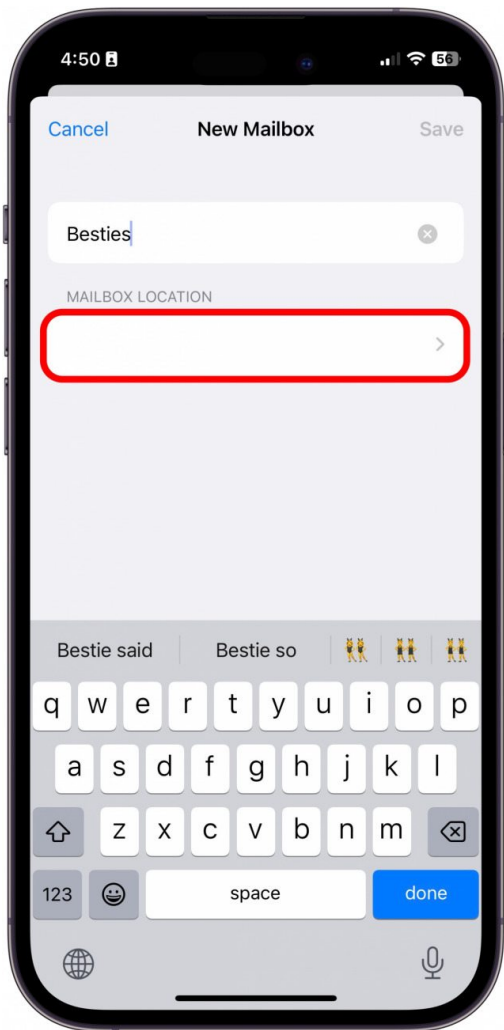 4:50 56
Cancel New Mailbox Save
Besties
MAILBOX LOCATION
Bestie said Bestie so
q w e r t y u i o p
a s d f g h j k l
z x c v b n m
123 space done